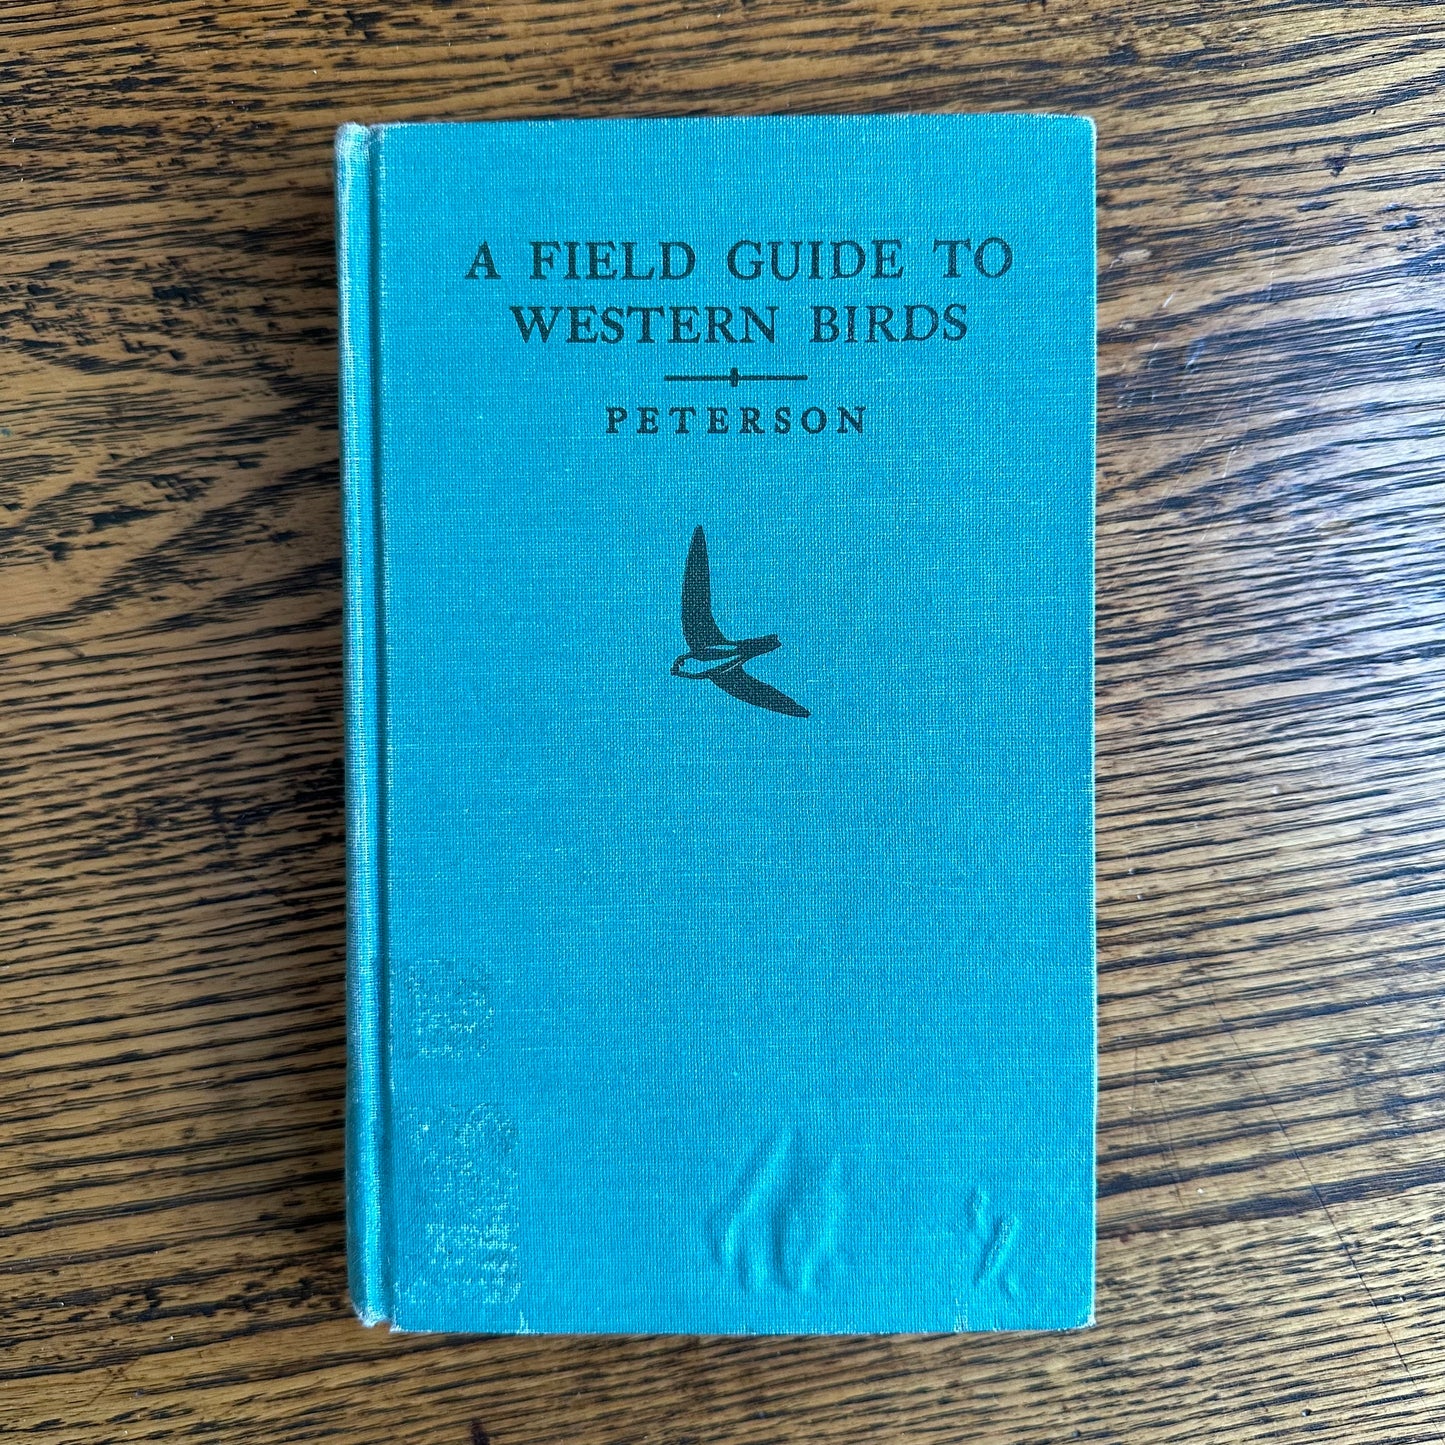 A FIELD GUIDE TO
WESTERN BIRDS
PETERSON